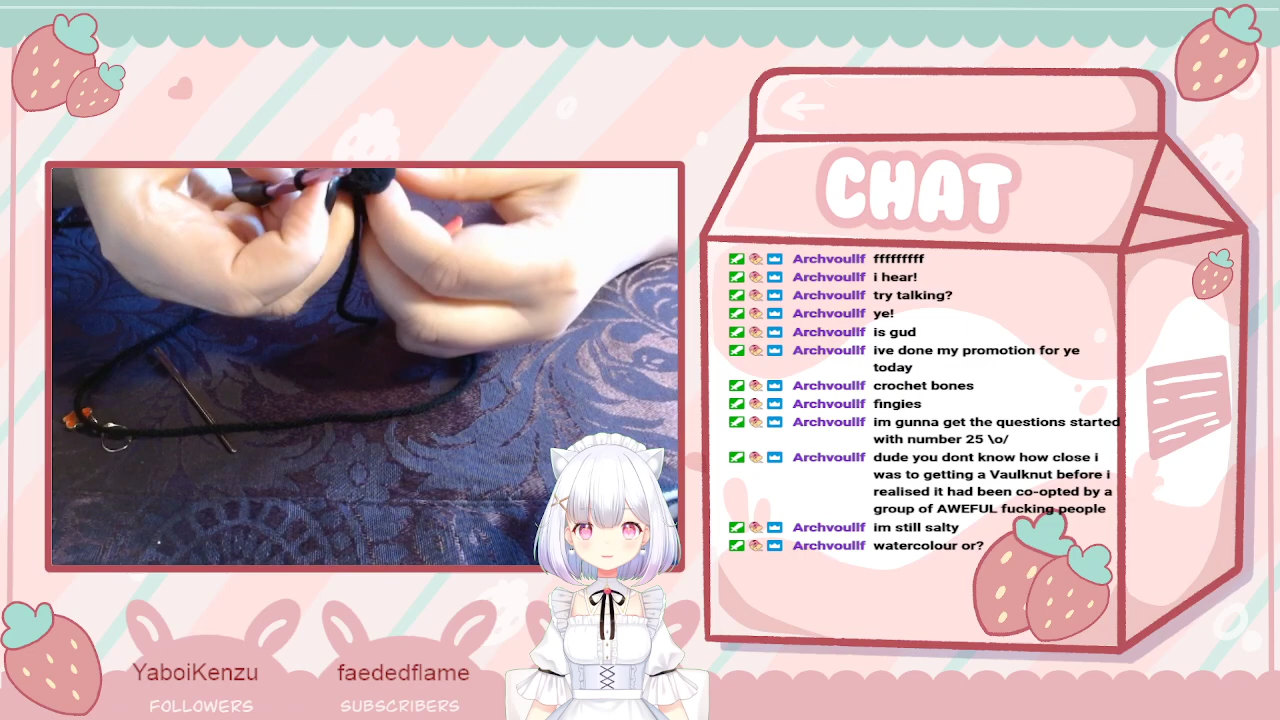 CHAT
Archvoullf fffffffff
Archvoullf i hear!
Archvoullf try talking?
Archvoullf ye!
Archvoullf is gud
Archvoullf ive done my promotion for ye
today
Archvoullf crochet bones
Archvoullf fingies
Archvoullf im gunna get the questions started
with number 25 \o/
Archvoullf dude you dont know how close i
was to getting a Vaulknut before i
realised it had been co-opted by a
group of AWEFUL fucking people
Archvoullf im still salty
Archvoullf watercolour or?
YaboiKenzu
FOLLOWERS
faededflame
SUBSCRIBERS